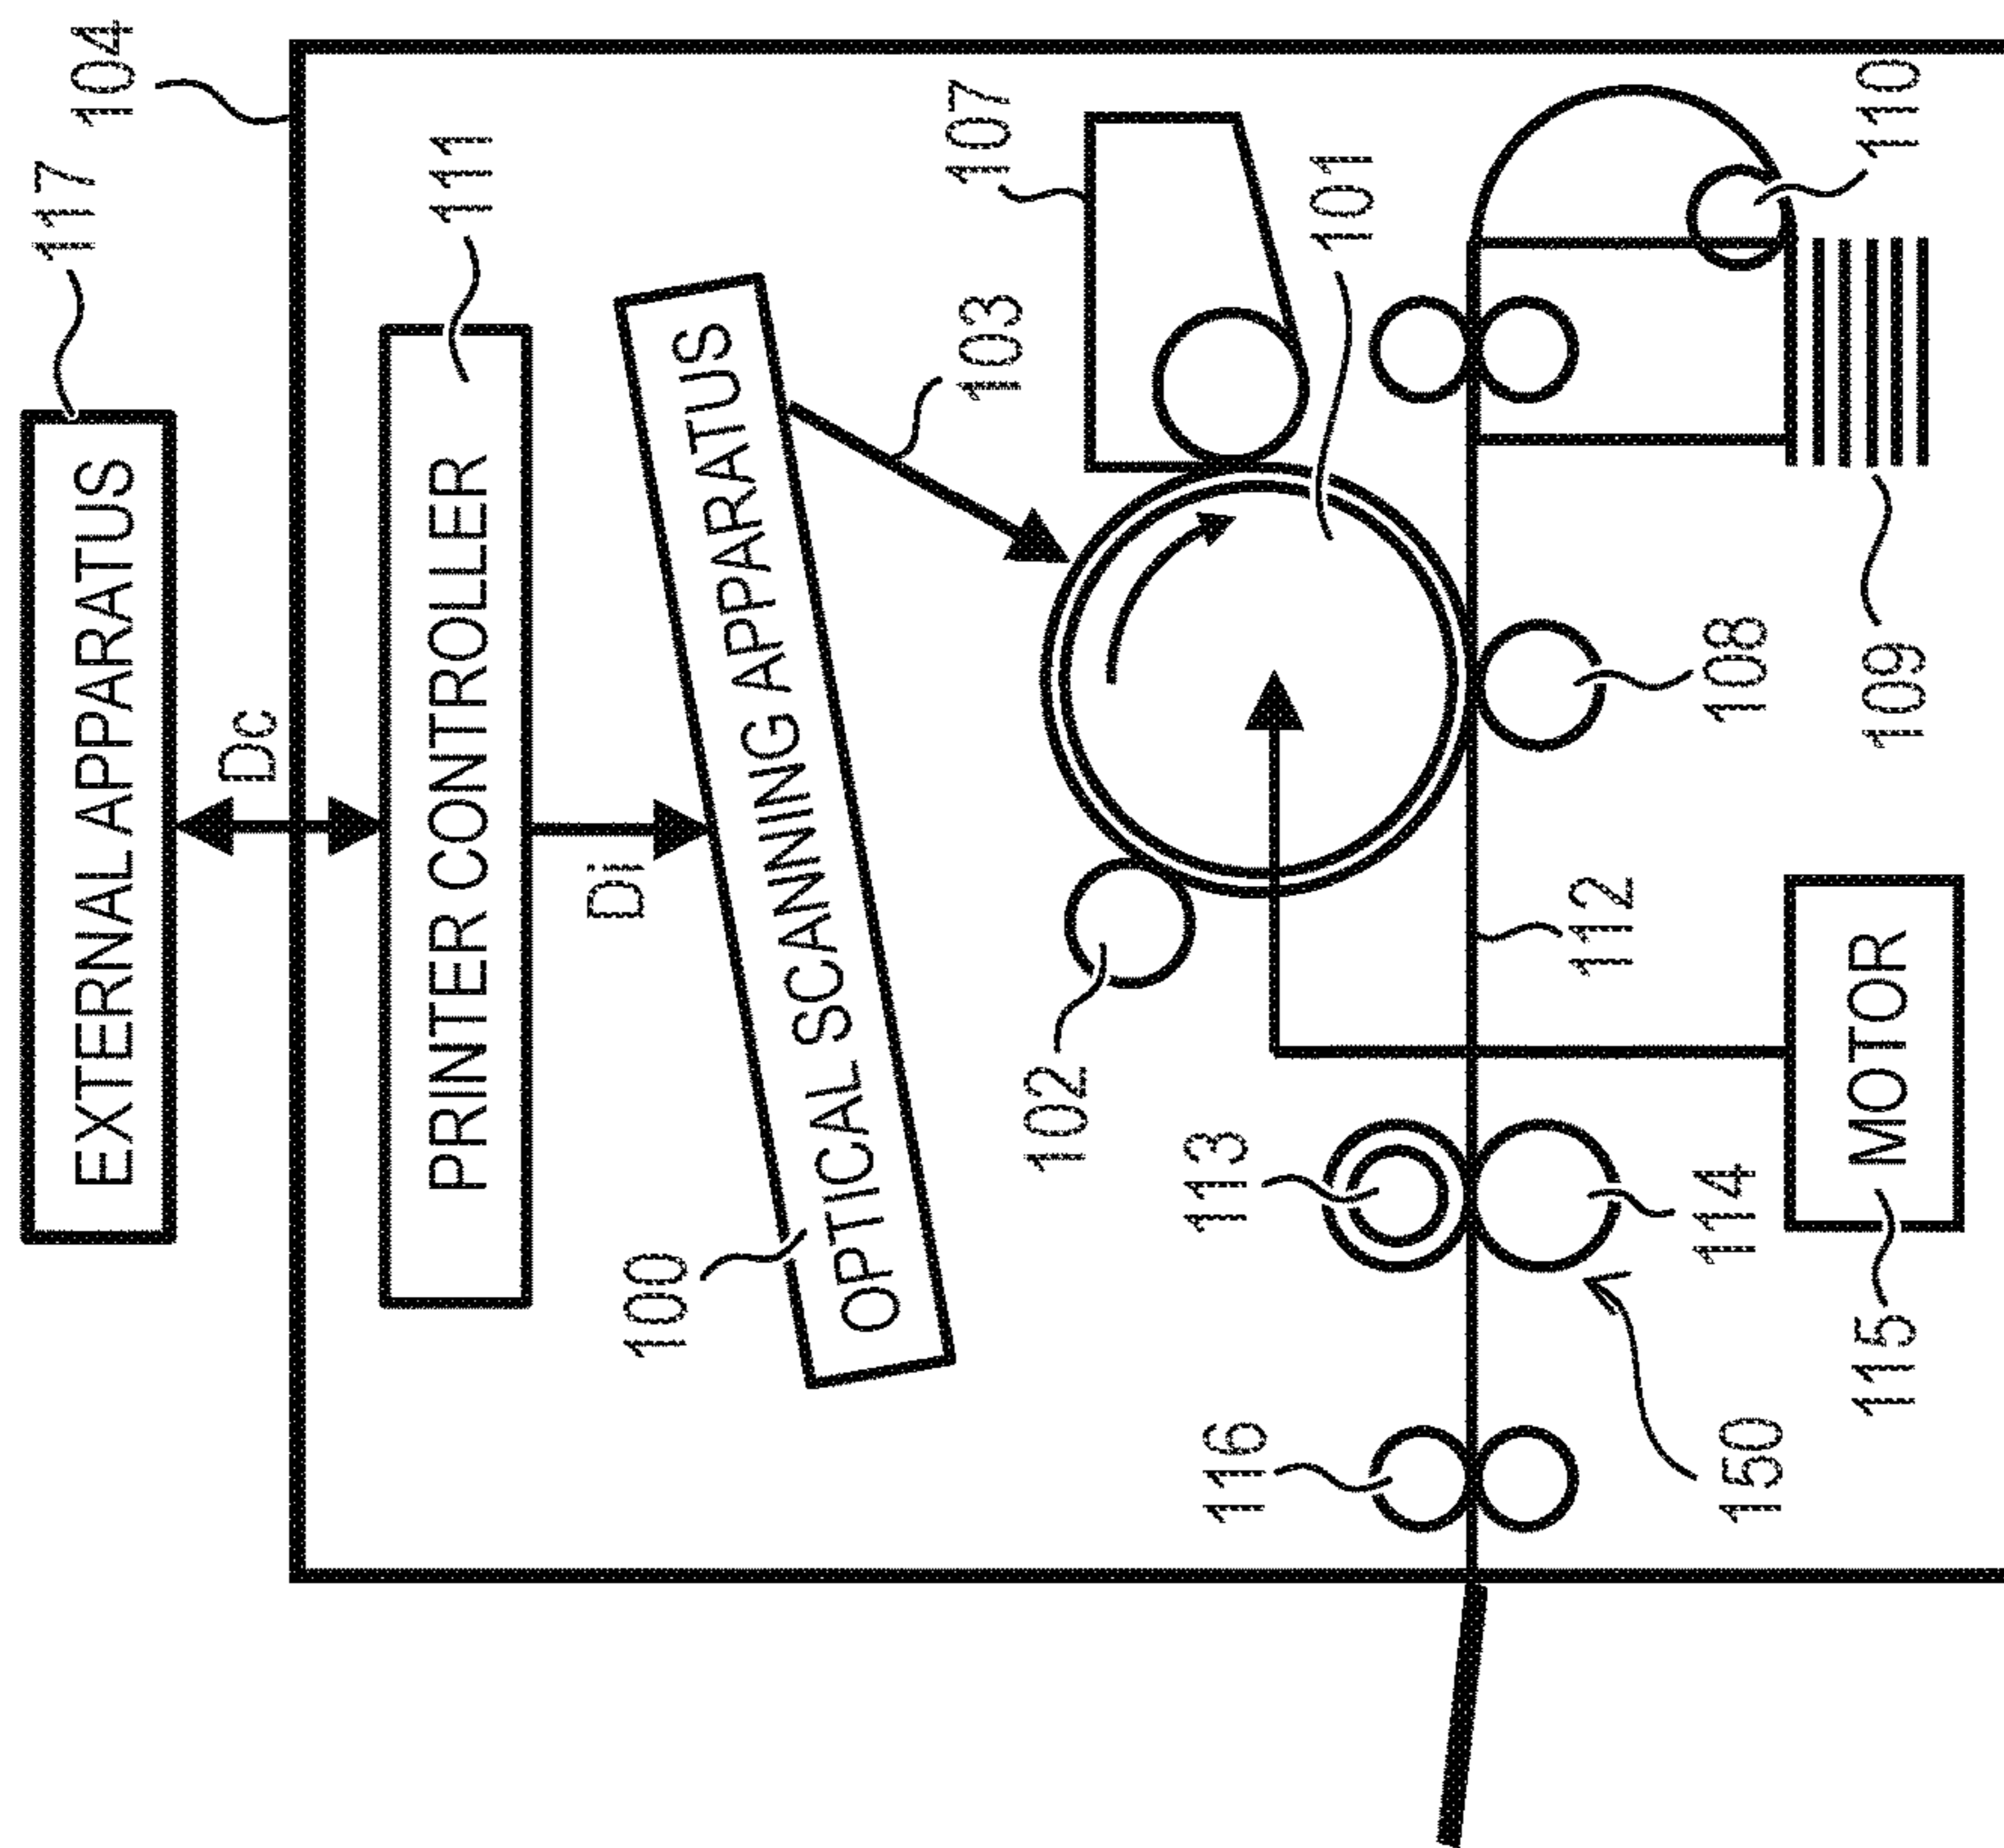 117
104
EXTERNAL APPARATUS
Dc
111
PRINTER CONTROLLER
Di
100
OPTICAL SCANNING APPARATUS
103
107
102
101
113
116
112
108
110
114
150
109
115
MOTOR